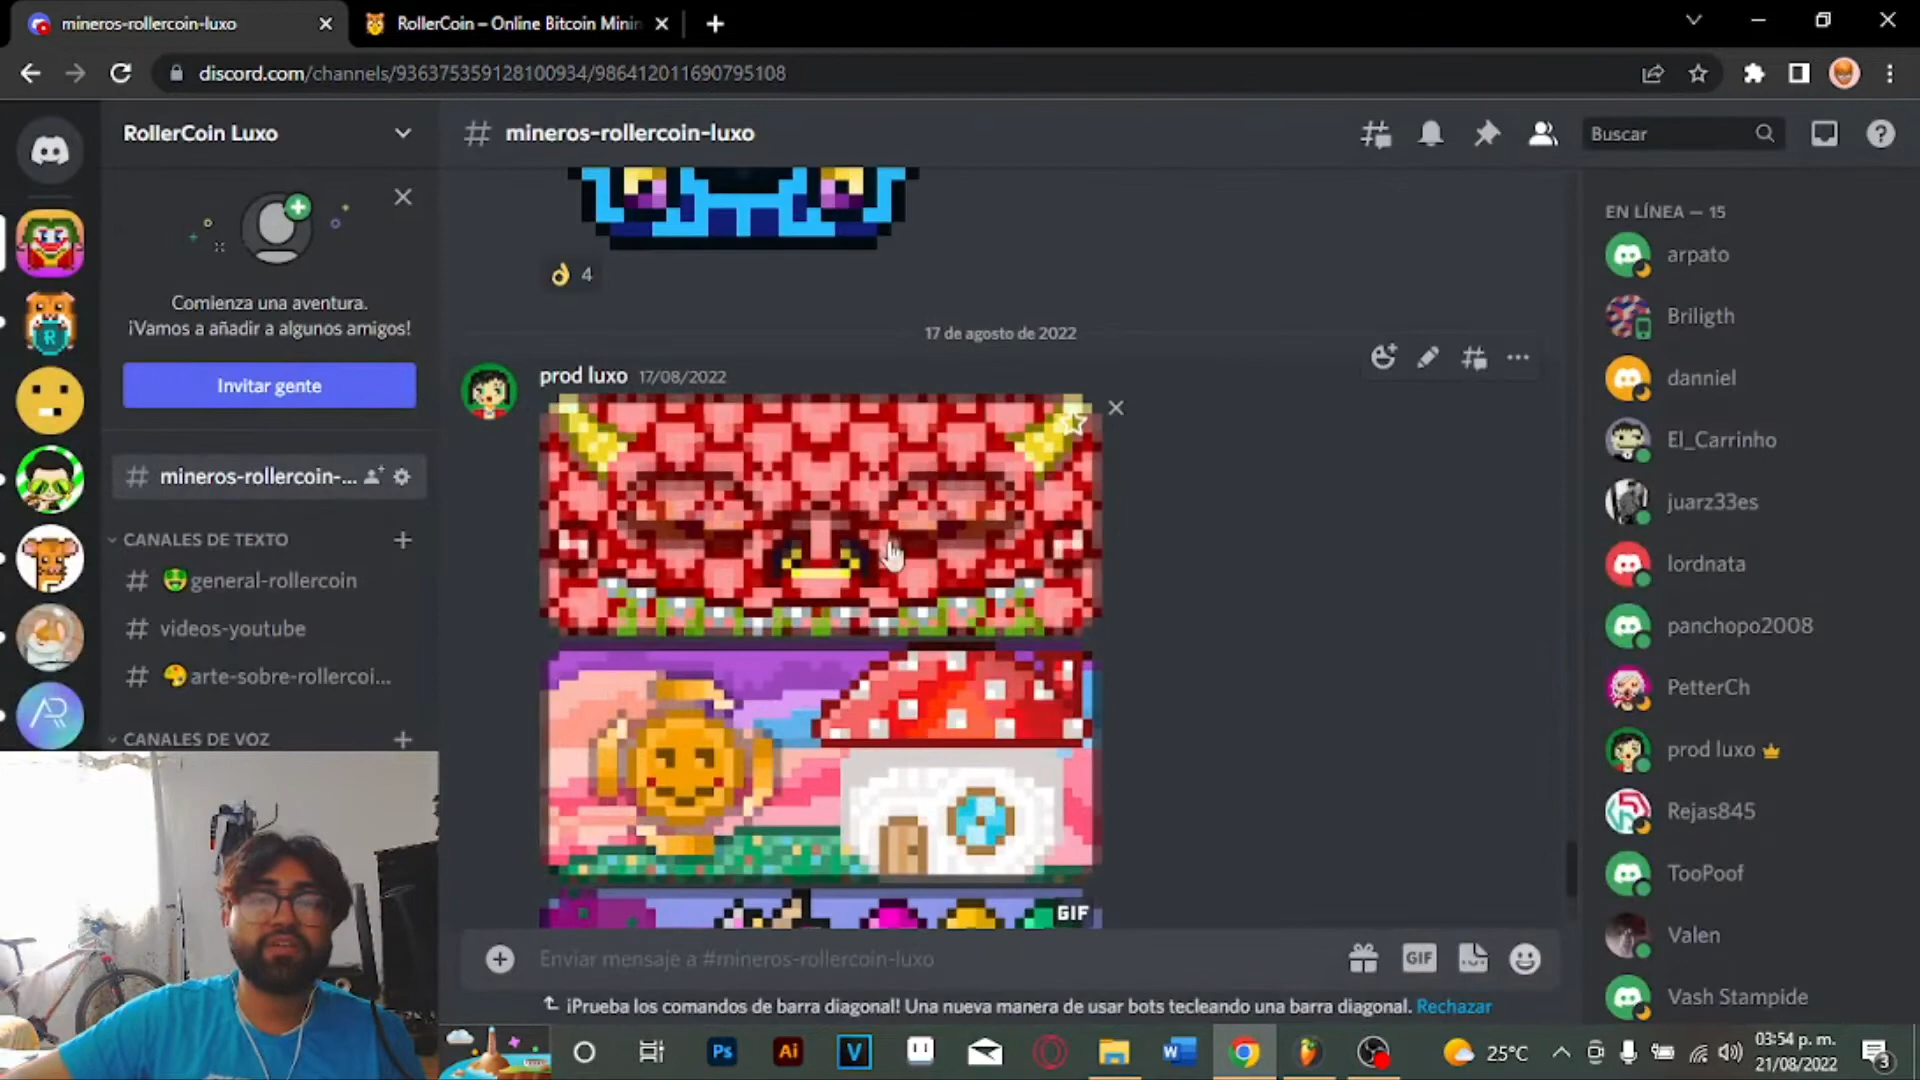 mineros-rollercoin-luxo
RollerCoin – Online Bitcoin Minin
discord.com/channels/936375359128100934/986412011690795108
RollerCoin Luxo
Comienza una aventura.
¡Vamos a añadir a algunos amigos!
Invitar gente
# mineros-rollercoin-...
CANALES DE TEXTO
# general-rollercoin
# videos-youtube
# arte-sobre-rollercoi...
CANALES DE VOZ
# mineros-rollercoin-luxo
Buscar
4
17 de agosto de 2022
prod luxo 17/08/2022
GIF
Enviar mensaje a #mineros-rollercoin-luxo
GIF
¡Prueba los comandos de barra diagonal! Una nueva manera de usar bots tecleando una barra diagonal. Rechazar
EN LÍNEA — 15
arpato
Briligth
danniel
El_Carrinho
juarz33es
lordnata
panchopo2008
PetterCh
prod luxo
Rejas845
TooPoof
Valen
Vash Stampide
R
Ps
Ai
V
25°C
03:54 p. m.
21/08/2022
3